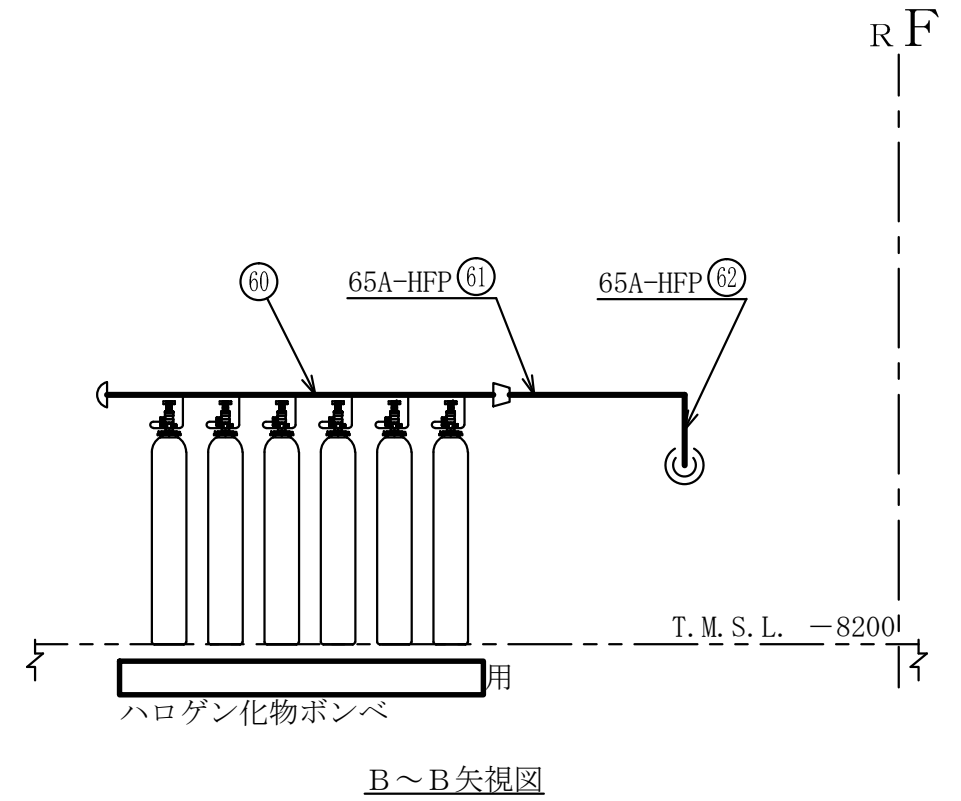 R F
60
65A-HFP 61
65A-HFP 62
T.M.S.L. －8200
用
ハロゲン化物ボンベ
B～B矢視図